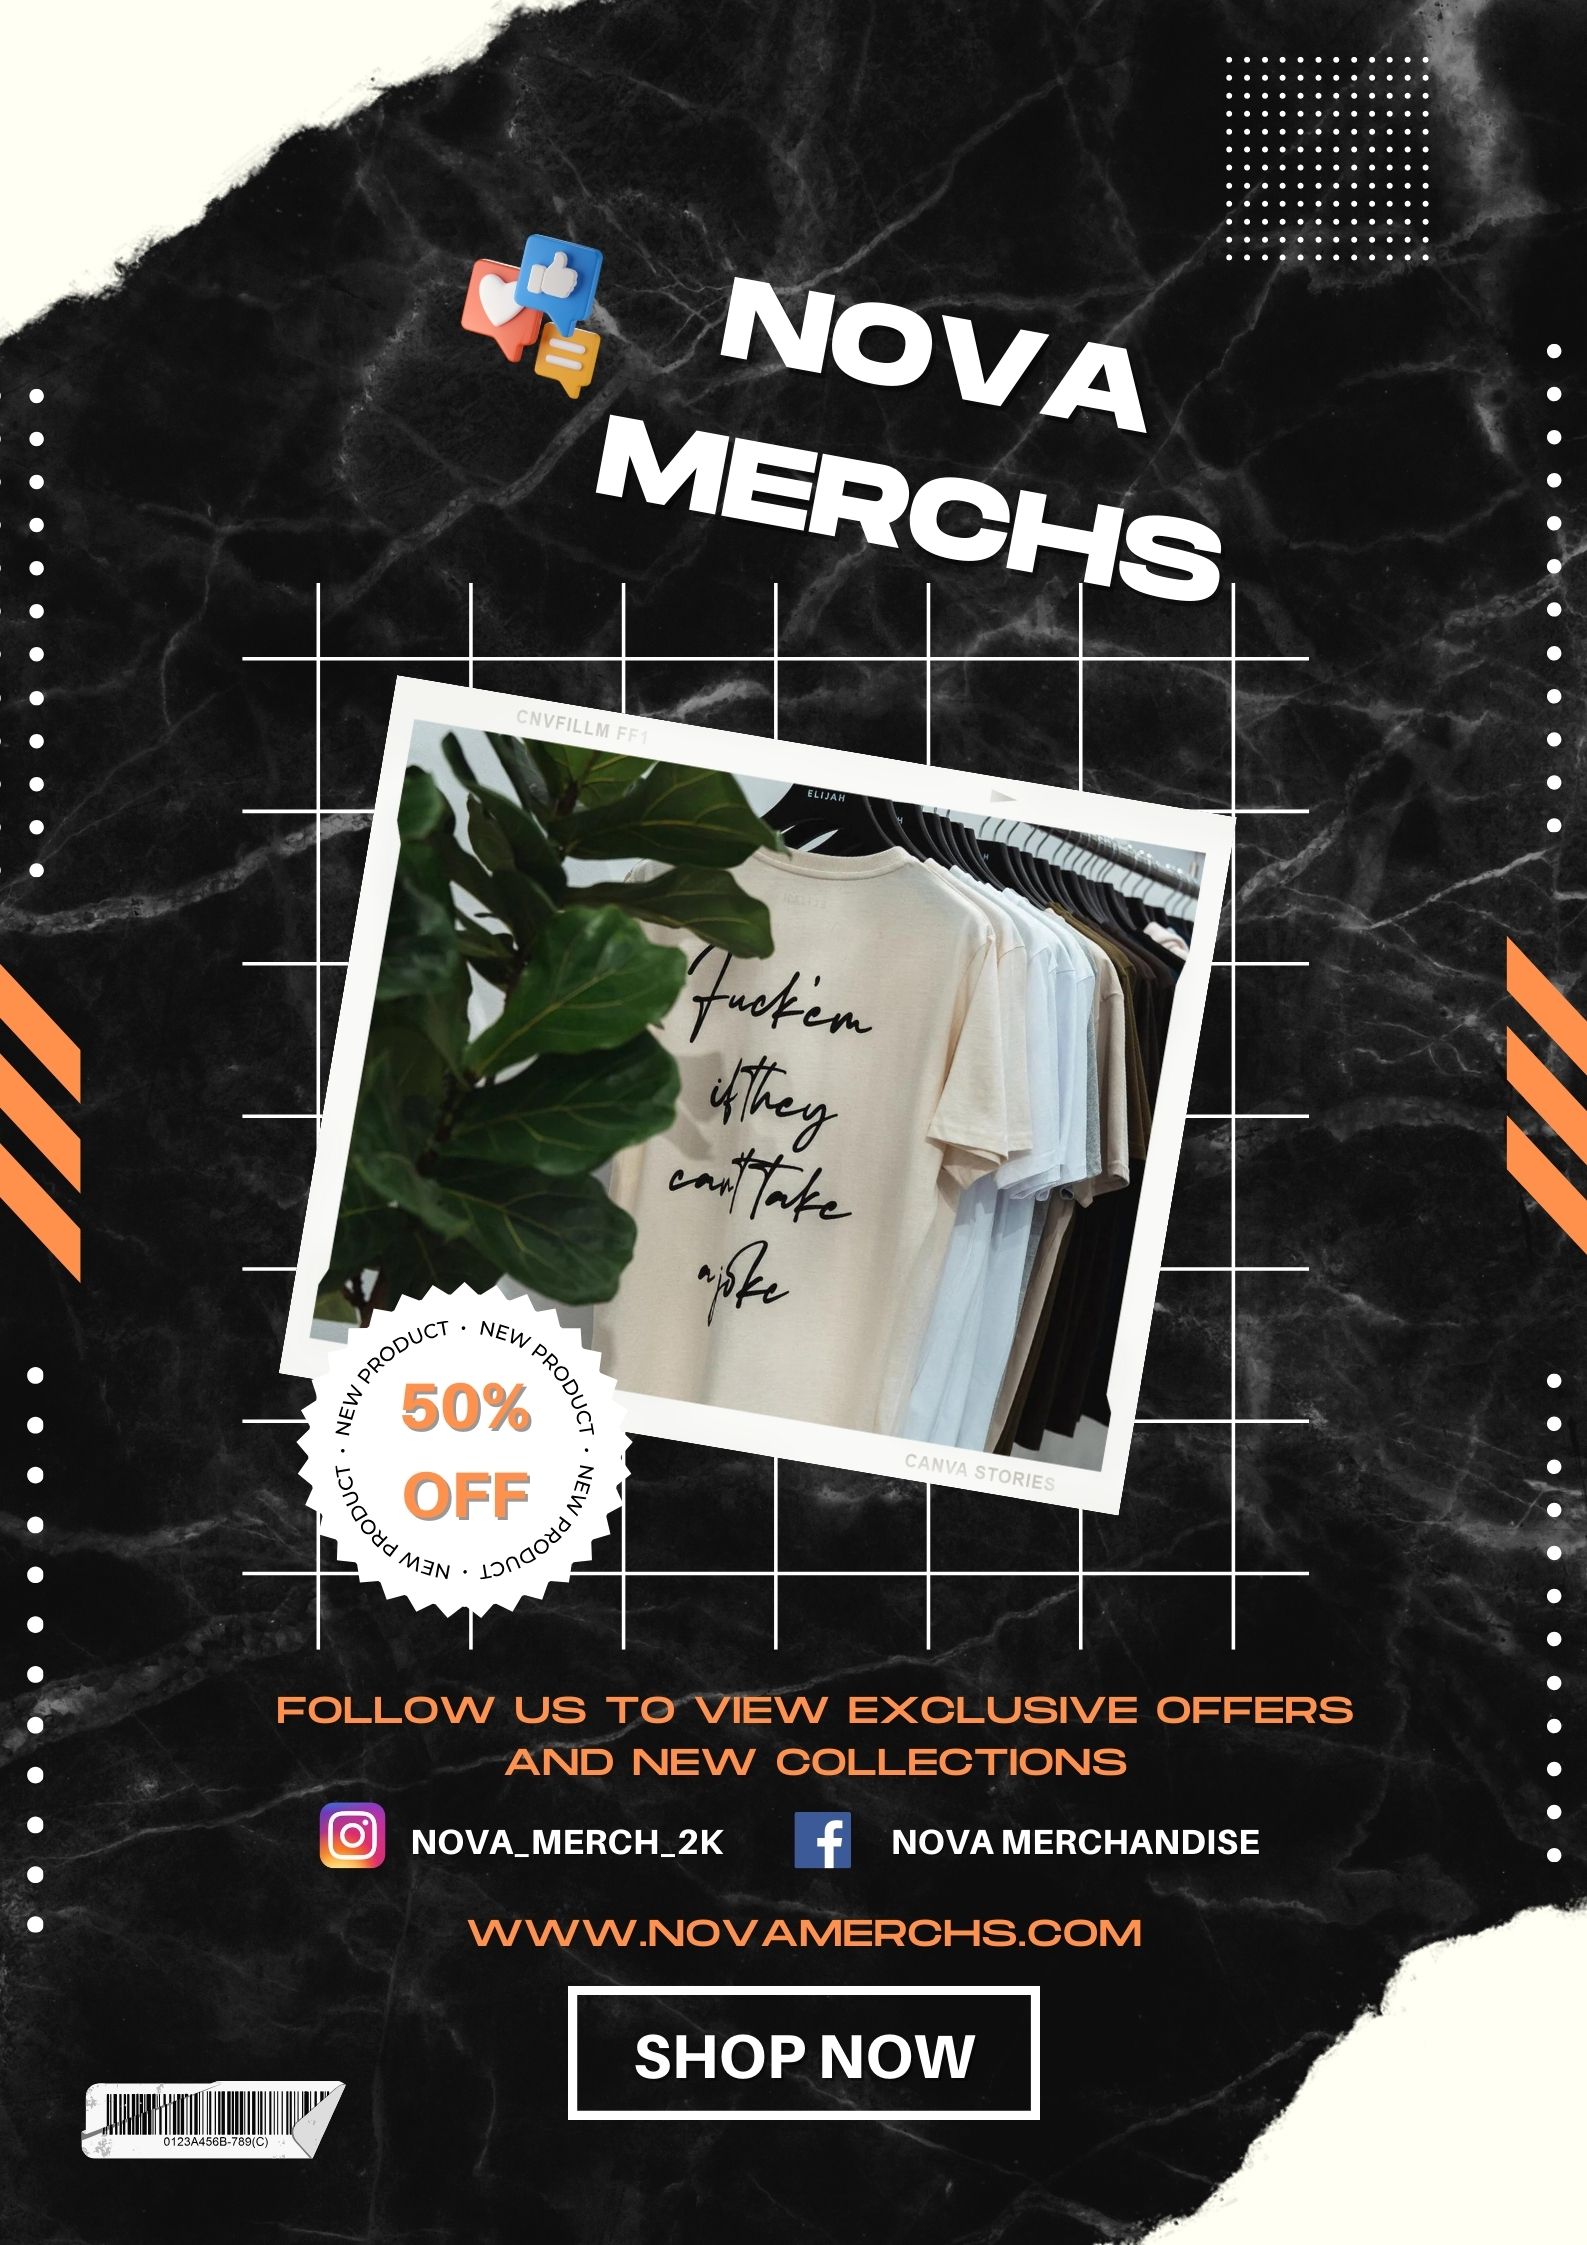 NOVA
MERCHS
CNVFILLM FF1
ELIJAH
H
H
Fuck'em
if they
can't take
a joke
CANVA STORIES
NEW PRODUCT • NEW PRODUCT • NEW PRODUCT • NEW PRODUCT •
50%
OFF
FOLLOW US TO VIEW EXCLUSIVE OFFERS
AND NEW COLLECTIONS
NOVA_MERCH_2K
NOVA MERCHANDISE
WWW.NOVAMERCHS.COM
SHOP NOW
0123A456B-789(C)